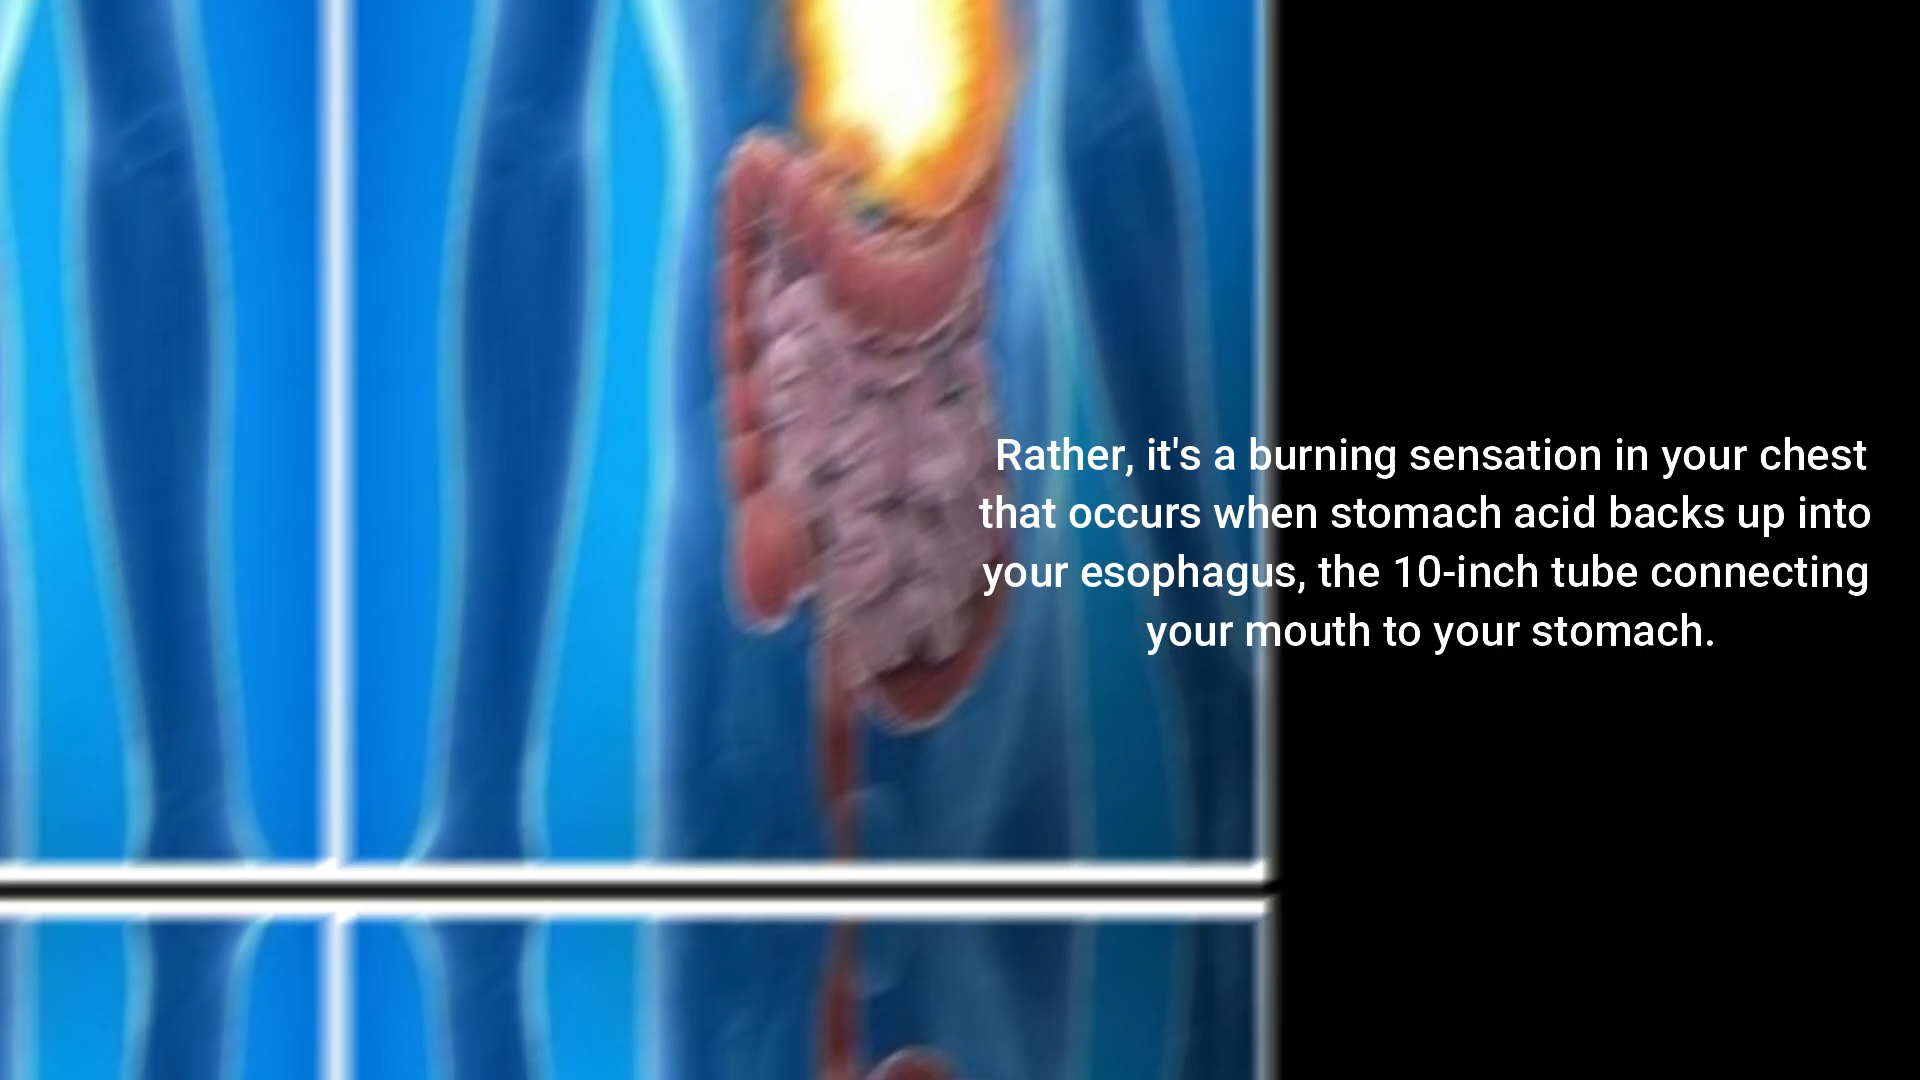 Rather, it's a burning sensation in your chest
that occurs when stomach acid backs up into
your esophagus, the 10-inch tube connecting
your mouth to your stomach.